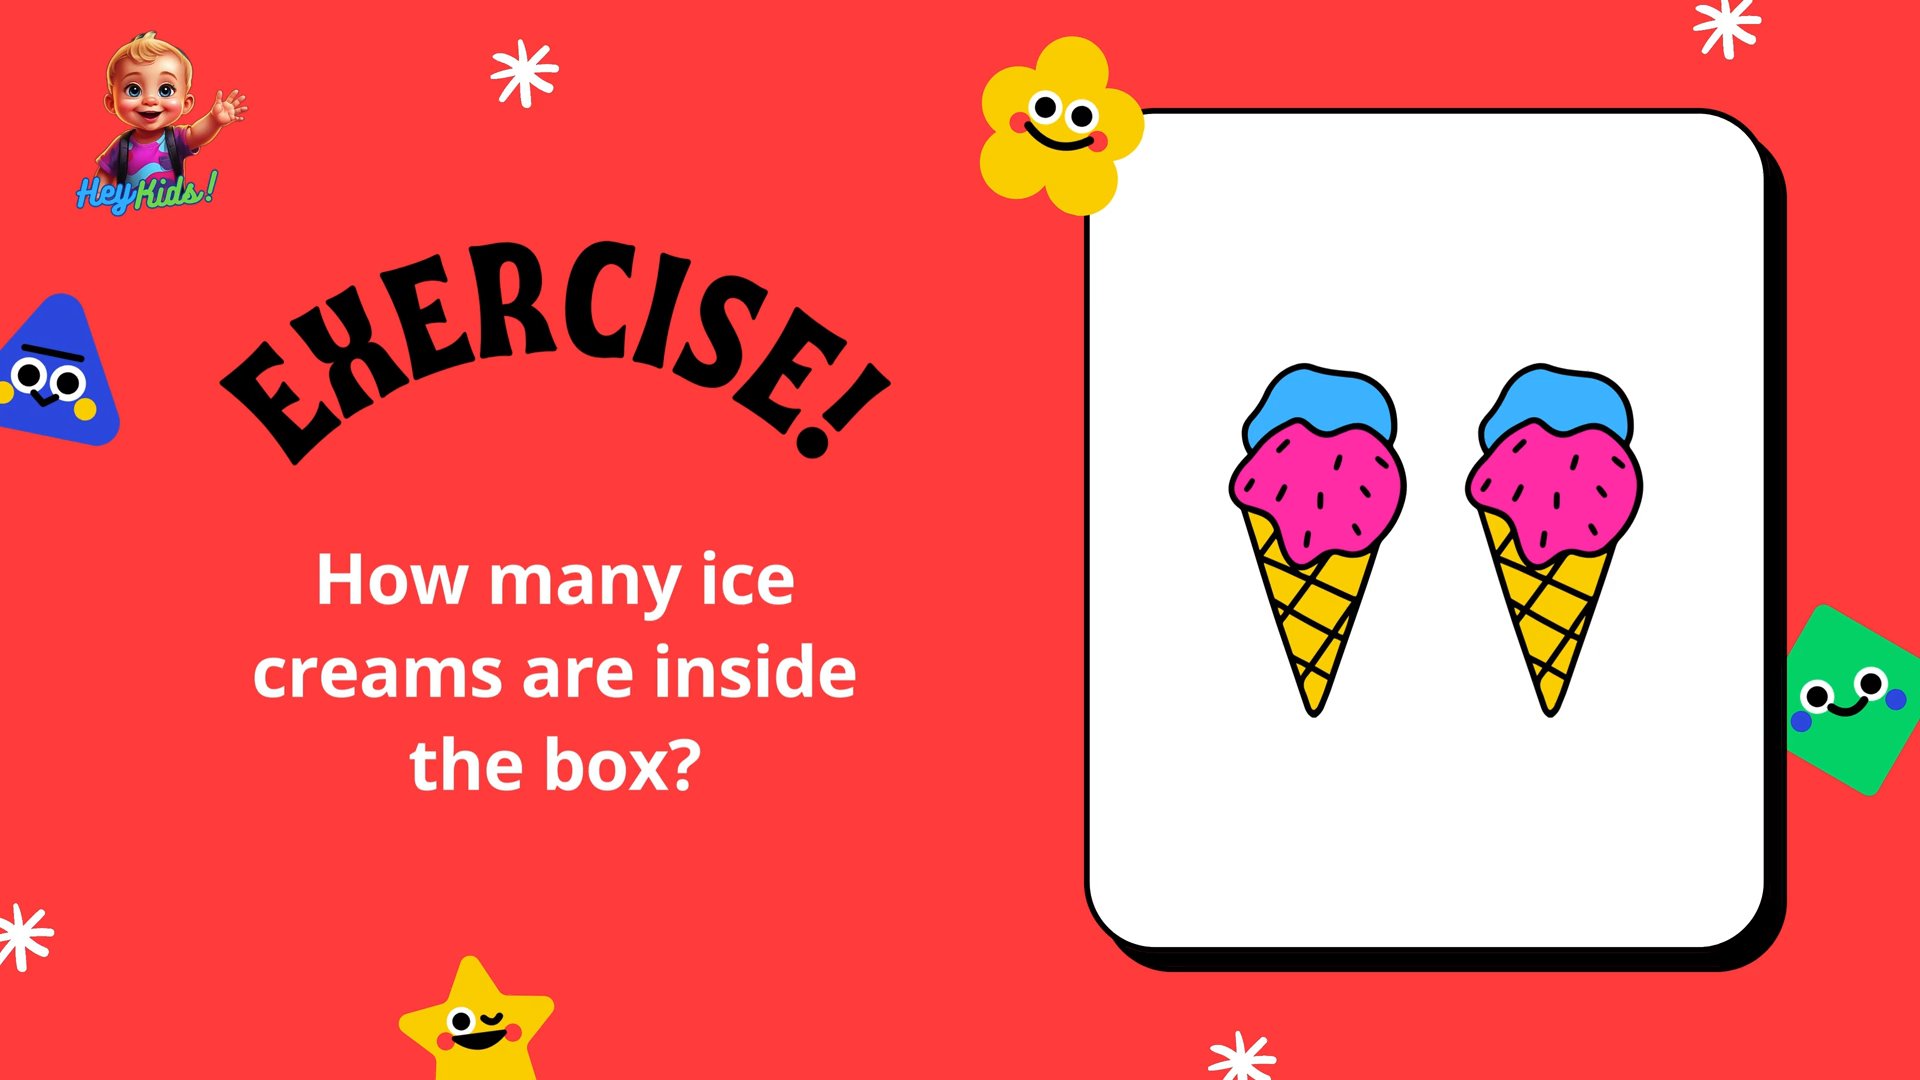 HeyKids!
EXERCISE!
How many ice
creams are inside
the box?